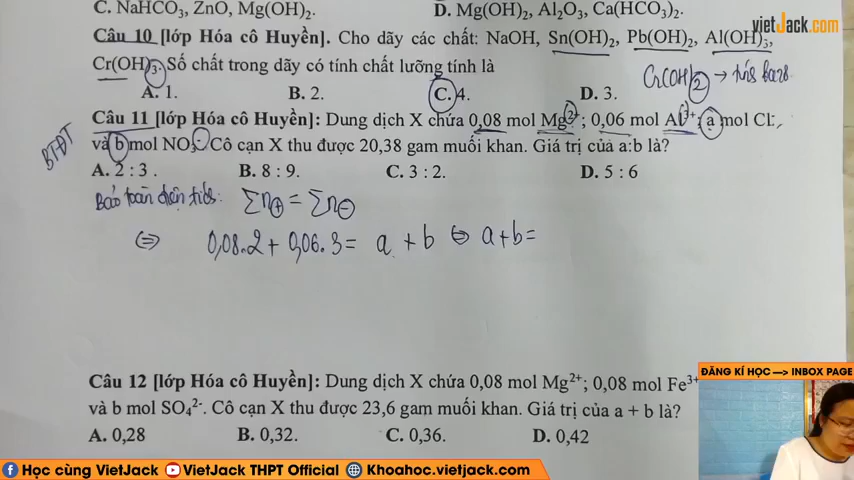 C. NaHCO₃, ZnO, Mg(OH)₂. D. Mg(OH)₂, Al₂O₃, Ca(HCO₃)₂.
vietJack.com
Câu 10 [lớp Hóa cô Huyền]. Cho dãy các chất: NaOH, Sn(OH)₂, Pb(OH)₂, Al(OH)₃,
Cr(OH)₃. Số chất trong dãy có tính chất lưỡng tính là
Cr(OH)₂ → tính bazơ
A. 1. B. 2. C. 4. D. 3.
Câu 11 [lớp Hóa cô Huyền]: Dung dịch X chứa 0,08 mol Mg²⁺; 0,06 mol Al³⁺; a mol Cl⁻,
BTĐT
và b mol NO₃⁻. Cô cạn X thu được 20,38 gam muối khan. Giá trị của a:b là?
A. 2 : 3 . B. 8 : 9. C. 3 : 2. D. 5 : 6
Bảo toàn điện tích: ∑n⊕ = ∑n⊖
⇔ 0,08.2 + 0,06.3 = a + b ⇔ a+b =
Câu 12 [lớp Hóa cô Huyền]: Dung dịch X chứa 0,08 mol Mg²⁺; 0,08 mol Fe³⁺
và b mol SO₄²⁻. Cô cạn X thu được 23,6 gam muối khan. Giá trị của a + b là?
A. 0,28 B. 0,32. C. 0,36. D. 0,42
ĐĂNG KÍ HỌC —> INBOX PAGE
Học cùng VietJack VietJack THPT Official Khoahoc.vietjack.com